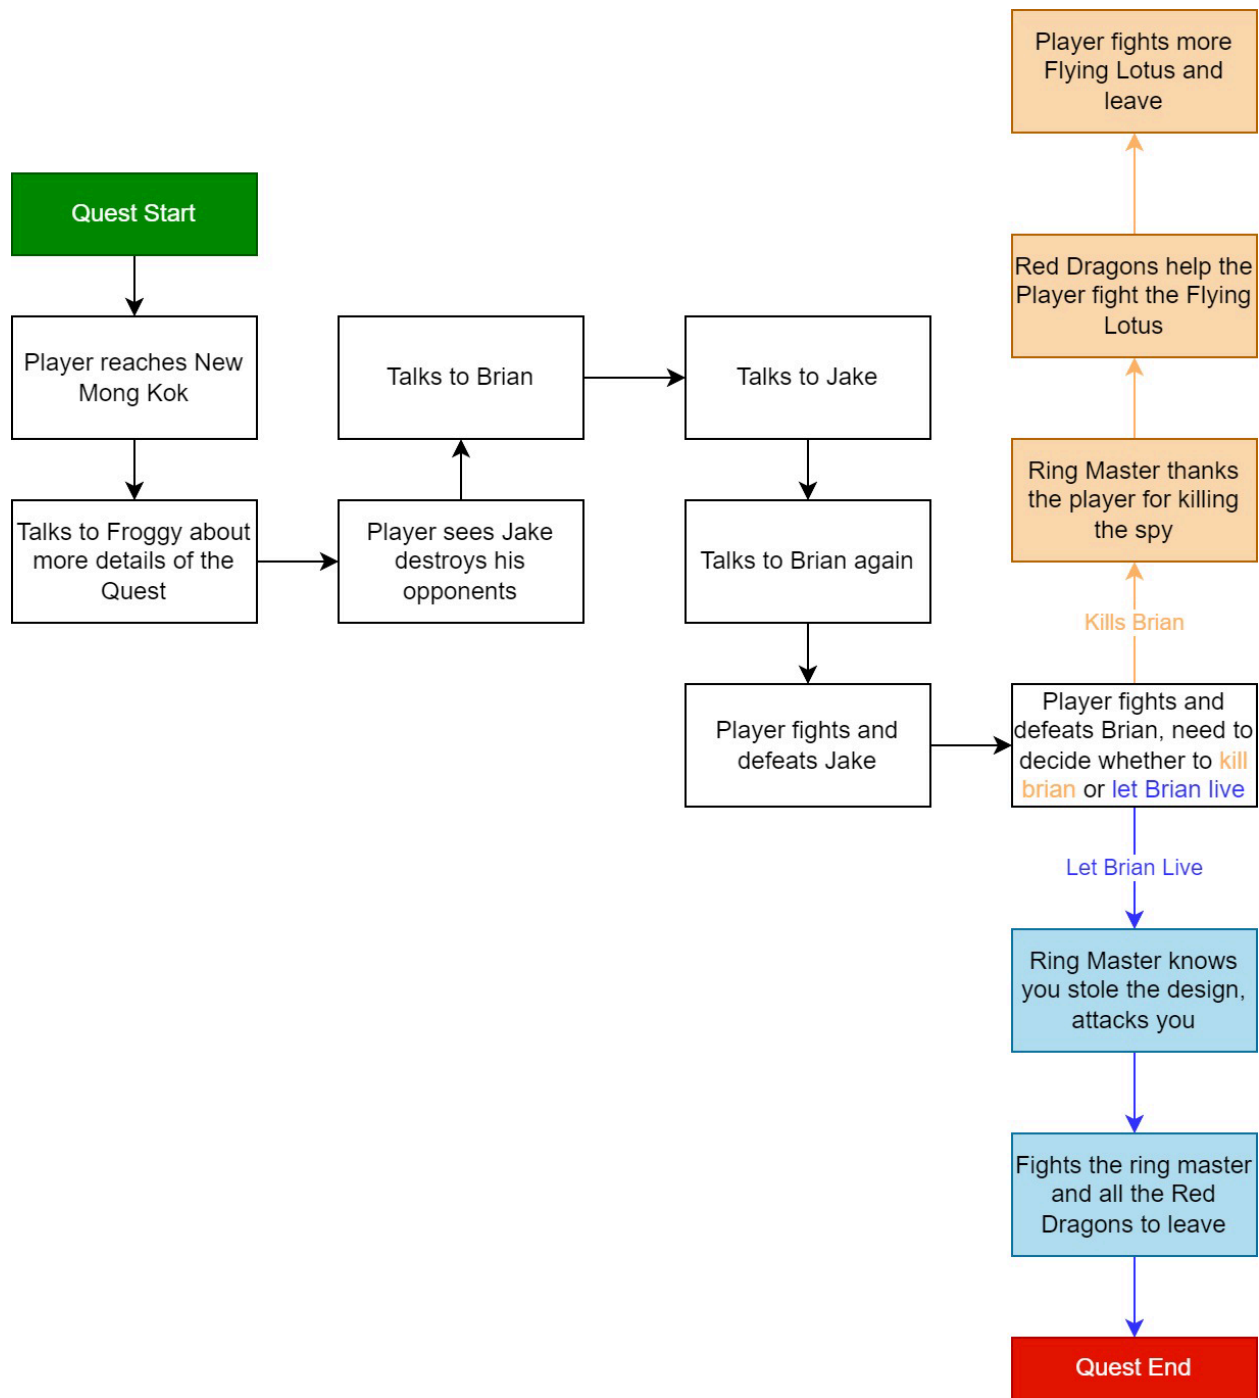 Quest Start
Player reaches New
Mong Kok
Talks to Froggy about
more details of the
Quest
Player sees Jake
destroys his
opponents
Talks to Brian
Talks to Jake
Talks to Brian again
Player fights and
defeats Jake
Player fights and
defeats Brian, need to
decide whether to kill
brian or let Brian live
Kills Brian
Ring Master thanks
the player for killing
the spy
Red Dragons help the
Player fight the Flying
Lotus
Player fights more
Flying Lotus and
leave
Let Brian Live
Ring Master knows
you stole the design,
attacks you
Fights the ring master
and all the Red
Dragons to leave
Quest End